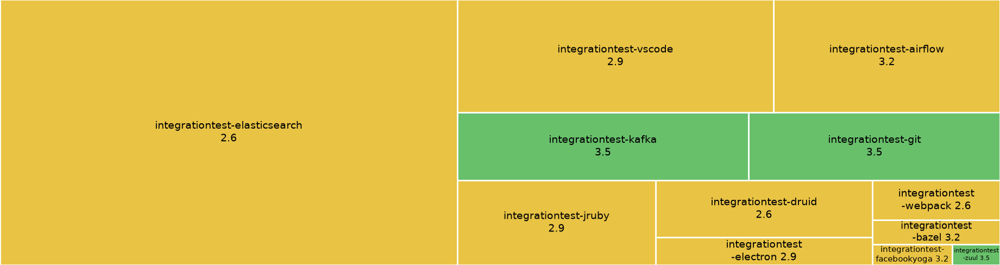 integrationtest-elasticsearch
2.6
integrationtest-vscode
2.9
integrationtest-airflow
3.2
integrationtest-kafka
3.5
integrationtest-git
3.5
integrationtest-jruby
2.9
integrationtest-druid
2.6
integrationtest
-electron 2.9
integrationtest
-webpack 2.6
integrationtest
-bazel 3.2
integrationtest-
facebookyoga 3.2
integrationtest
-zuul 3.5